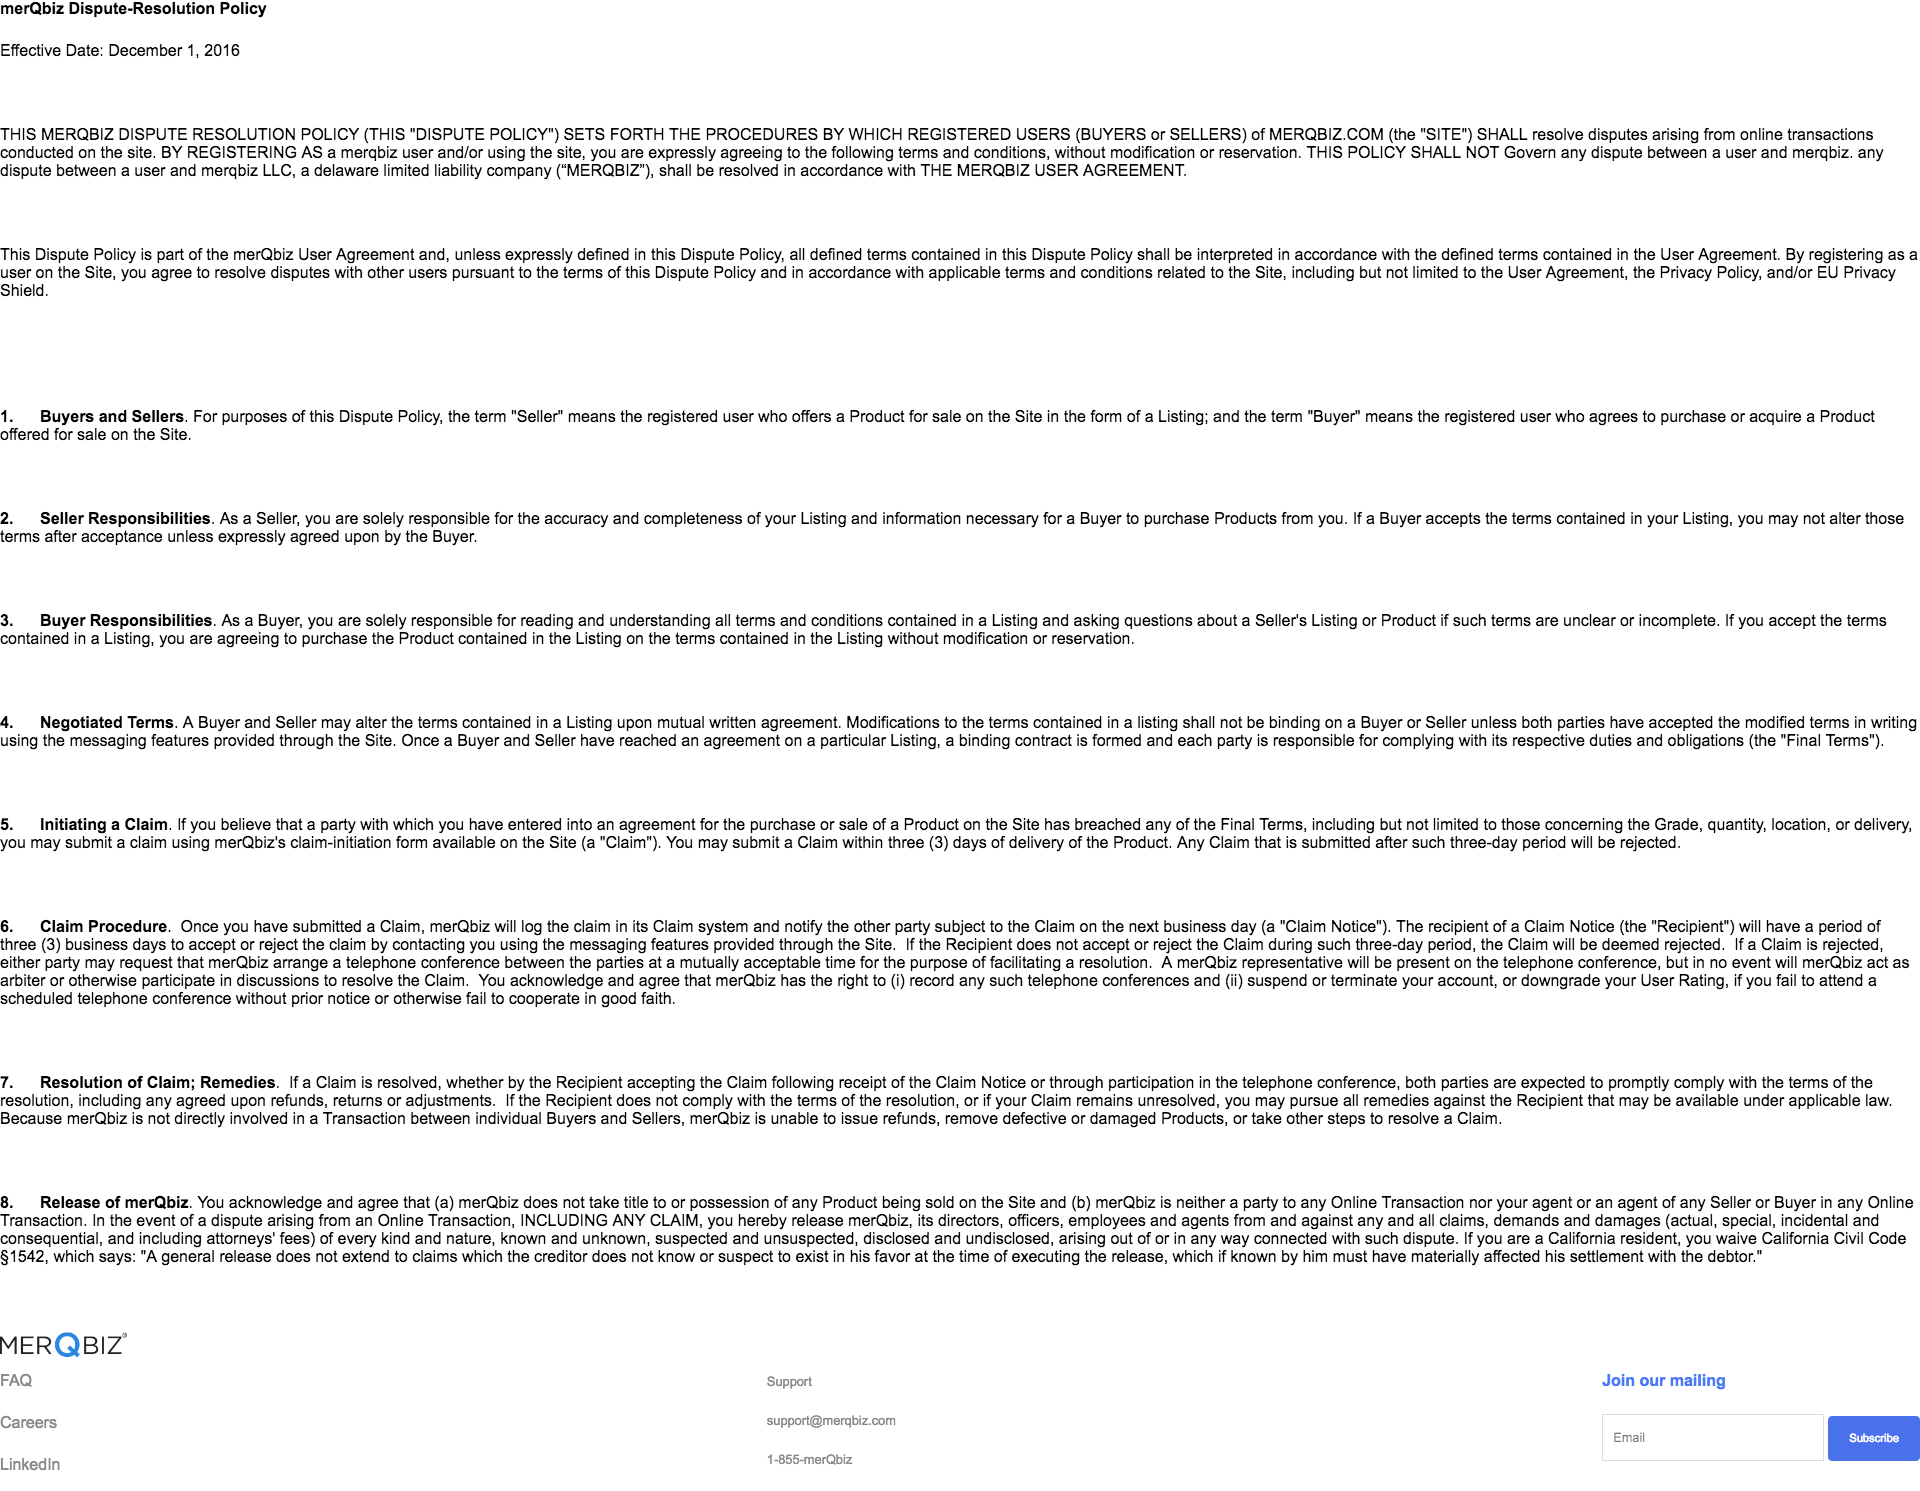 merQbiz Dispute-Resolution Policy
Effective Date: December 1, 2016
THIS MERQBIZ DISPUTE RESOLUTION POLICY (THIS "DISPUTE POLICY") SETS FORTH THE PROCEDURES BY WHICH REGISTERED USERS (BUYERS or SELLERS) of MERQBIZ.COM (the "SITE") SHALL resolve disputes arising from online transactions
conducted on the site. BY REGISTERING AS a merqbiz user and/or using the site, you are expressly agreeing to the following terms and conditions, without modification or reservation. THIS POLICY SHALL NOT Govern any dispute between a user and merqbiz. any
dispute between a user and merqbiz LLC, a delaware limited liability company (“MERQBIZ”), shall be resolved in accordance with THE MERQBIZ USER AGREEMENT.
This Dispute Policy is part of the merQbiz User Agreement and, unless expressly defined in this Dispute Policy, all defined terms contained in this Dispute Policy shall be interpreted in accordance with the defined terms contained in the User Agreement. By registering as a
user on the Site, you agree to resolve disputes with other users pursuant to the terms of this Dispute Policy and in accordance with applicable terms and conditions related to the Site, including but not limited to the User Agreement, the Privacy Policy, and/or EU Privacy
Shield.
1. Buyers and Sellers. For purposes of this Dispute Policy, the term "Seller" means the registered user who offers a Product for sale on the Site in the form of a Listing; and the term "Buyer" means the registered user who agrees to purchase or acquire a Product
offered for sale on the Site.
2. Seller Responsibilities. As a Seller, you are solely responsible for the accuracy and completeness of your Listing and information necessary for a Buyer to purchase Products from you. If a Buyer accepts the terms contained in your Listing, you may not alter those
terms after acceptance unless expressly agreed upon by the Buyer.
3. Buyer Responsibilities. As a Buyer, you are solely responsible for reading and understanding all terms and conditions contained in a Listing and asking questions about a Seller's Listing or Product if such terms are unclear or incomplete. If you accept the terms
contained in a Listing, you are agreeing to purchase the Product contained in the Listing on the terms contained in the Listing without modification or reservation.
4. Negotiated Terms. A Buyer and Seller may alter the terms contained in a Listing upon mutual written agreement. Modifications to the terms contained in a listing shall not be binding on a Buyer or Seller unless both parties have accepted the modified terms in writing
using the messaging features provided through the Site. Once a Buyer and Seller have reached an agreement on a particular Listing, a binding contract is formed and each party is responsible for complying with its respective duties and obligations (the "Final Terms").
5. Initiating a Claim. If you believe that a party with which you have entered into an agreement for the purchase or sale of a Product on the Site has breached any of the Final Terms, including but not limited to those concerning the Grade, quantity, location, or delivery,
you may submit a claim using merQbiz's claim-initiation form available on the Site (a "Claim"). You may submit a Claim within three (3) days of delivery of the Product. Any Claim that is submitted after such three-day period will be rejected.
6. Claim Procedure. Once you have submitted a Claim, merQbiz will log the claim in its Claim system and notify the other party subject to the Claim on the next business day (a "Claim Notice"). The recipient of a Claim Notice (the "Recipient") will have a period of
three (3) business days to accept or reject the claim by contacting you using the messaging features provided through the Site. If the Recipient does not accept or reject the Claim during such three-day period, the Claim will be deemed rejected. If a Claim is rejected,
either party may request that merQbiz arrange a telephone conference between the parties at a mutually acceptable time for the purpose of facilitating a resolution. A merQbiz representative will be present on the telephone conference, but in no event will merQbiz act as
arbiter or otherwise participate in discussions to resolve the Claim. You acknowledge and agree that merQbiz has the right to (i) record any such telephone conferences and (ii) suspend or terminate your account, or downgrade your User Rating, if you fail to attend a
scheduled telephone conference without prior notice or otherwise fail to cooperate in good faith.
7. Resolution of Claim; Remedies. If a Claim is resolved, whether by the Recipient accepting the Claim following receipt of the Claim Notice or through participation in the telephone conference, both parties are expected to promptly comply with the terms of the
resolution, including any agreed upon refunds, returns or adjustments. If the Recipient does not comply with the terms of the resolution, or if your Claim remains unresolved, you may pursue all remedies against the Recipient that may be available under applicable law.
Because merQbiz is not directly involved in a Transaction between individual Buyers and Sellers, merQbiz is unable to issue refunds, remove defective or damaged Products, or take other steps to resolve a Claim.
8. Release of merQbiz. You acknowledge and agree that (a) merQbiz does not take title to or possession of any Product being sold on the Site and (b) merQbiz is neither a party to any Online Transaction nor your agent or an agent of any Seller or Buyer in any Online
Transaction. In the event of a dispute arising from an Online Transaction, INCLUDING ANY CLAIM, you hereby release merQbiz, its directors, officers, employees and agents from and against any and all claims, demands and damages (actual, special, incidental and
consequential, and including attorneys' fees) of every kind and nature, known and unknown, suspected and unsuspected, disclosed and undisclosed, arising out of or in any way connected with such dispute. If you are a California resident, you waive California Civil Code
§1542, which says: "A general release does not extend to claims which the creditor does not know or suspect to exist in his favor at the time of executing the release, which if known by him must have materially affected his settlement with the debtor."
MERQBIZ®
FAQ
Careers
LinkedIn
Support
support@merqbiz.com
1-855-merQbiz
Join our mailing
Email
Subscribe